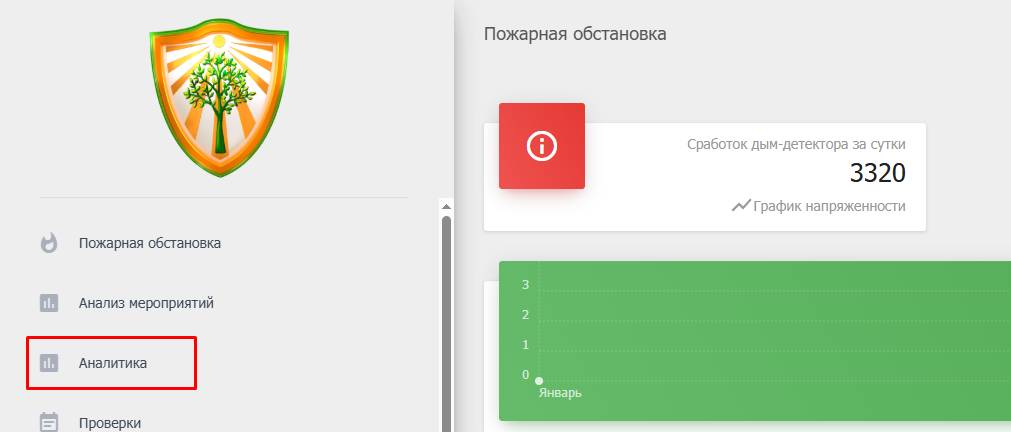 Пожарная обстановка
Анализ мероприятий
Аналитика
Проверки
Пожарная обстановка
Сработок дым-детектора за сутки
3320
График напряженности
3
2
1
0
Январь